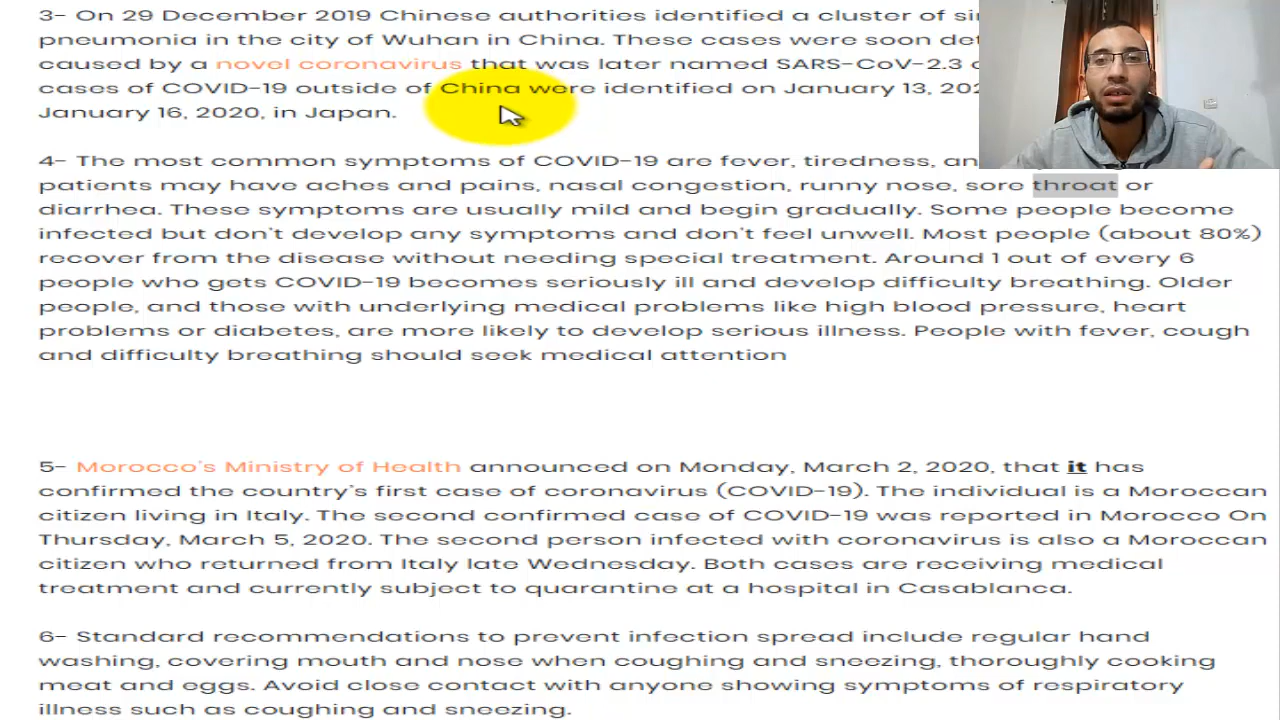 3- On 29 December 2019 Chinese authorities identified a cluster of
pneumonia in the city of Wuhan in China. These cases were soon
caused by a novel coronavirus that was later named SARS-CoV-2.3
cases of COVID-19 outside of China were identified on January 13,
January 16, 2020, in Japan.
4- The most common symptoms of COVID-19 are fever, tiredness,
patients may have aches and pains, nasal congestion, runny nose, sore throat or
diarrhea. These symptoms are usually mild and begin gradually. Some people become
infected but don't develop any symptoms and don't feel unwell. Most people (about 80%)
recover from the disease without needing special treatment. Around 1 out of every 6
people who gets COVID-19 becomes seriously ill and develop difficulty breathing. Older
people, and those with underlying medical problems like high blood pressure, heart
problems or diabetes, are more likely to develop serious illness. People with fever, cough
and difficulty breathing should seek medical attention
5- Morocco's Ministry of Health announced on Monday, March 2, 2020, that it has
confirmed the country's first case of coronavirus (COVID-19). The individual is a Moroccan
citizen living in Italy. The second confirmed case of COVID-19 was reported in Morocco On
Thursday, March 5, 2020. The second person infected with coronavirus is also a Moroccan
citizen who returned from Italy late Wednesday. Both cases are receiving medical
treatment and currently subject to quarantine at a hospital in Casablanca.
6- Standard recommendations to prevent infection spread include regular hand
washing, covering mouth and nose when coughing and sneezing, thoroughly cooking
meat and eggs. Avoid close contact with anyone showing symptoms of respiratory
illness such as coughing and sneezing.